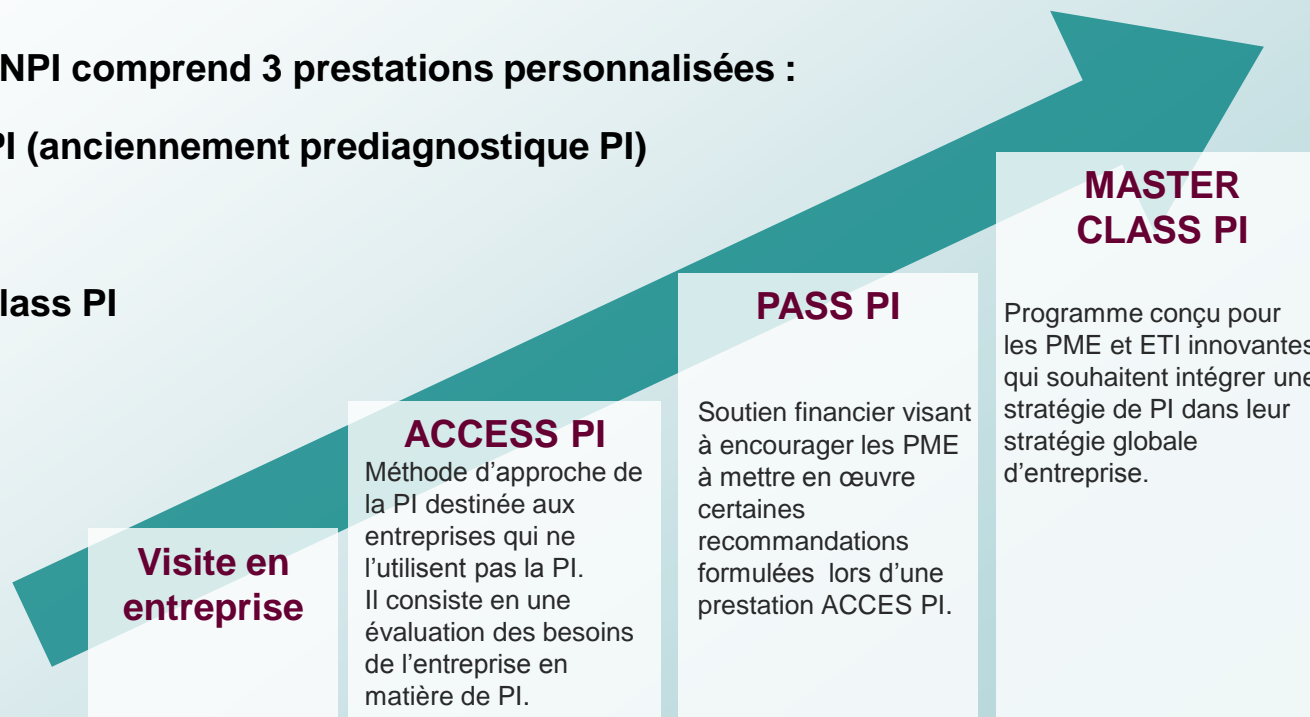 NPI comprend 3 prestations personnalisées :
PI (anciennement prediagnostique PI)
lass PI
Visite en
entreprise
ACCESS PI
Méthode d’approche de
la PI destinée aux
entreprises qui ne
l’utilisent pas la PI.
Il consiste en une
évaluation des besoins
de l’entreprise en
matière de PI.
PASS PI
Soutien financier visant
à encourager les PME
à mettre en œuvre
certaines
recommandations
formulées lors d’une
prestation ACCES PI.
MASTER
CLASS PI
Programme conçu pour
les PME et ETI innovantes
qui souhaitent intégrer une
stratégie de PI dans leur
stratégie globale
d’entreprise.